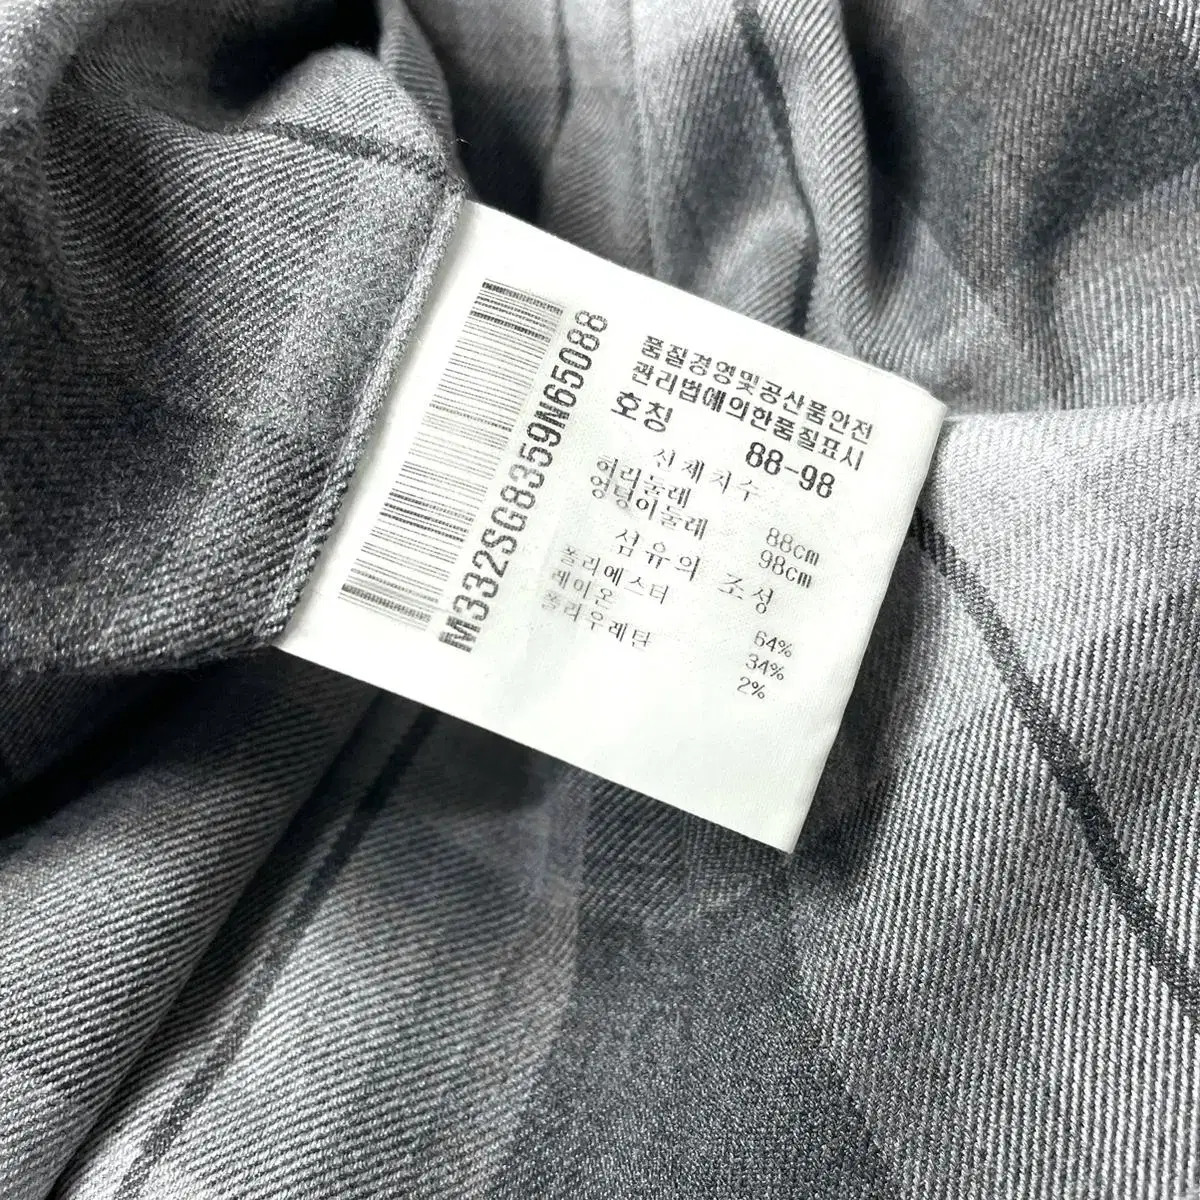 M332SG8359N65088
품질경영및공산품안전
관리법에의한품질표시
호칭 88-98
신체치수
허리둘레 88cm
엉덩이둘레 98cm
섬유의 조성
폴리에스터 64%
레이온 34%
폴리우레탄 2%